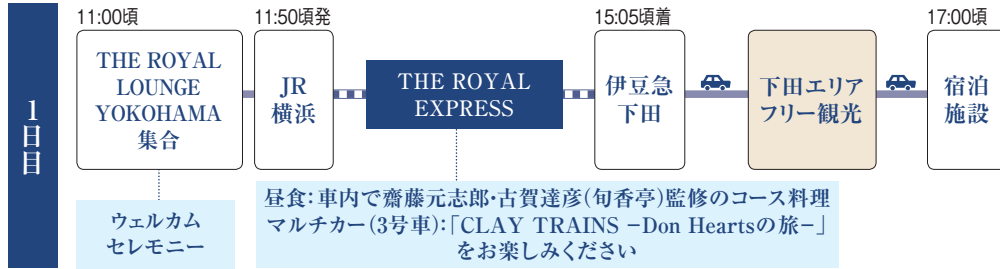 1日目
11:00頃
THE ROYAL
LOUNGE
YOKOHAMA
集合
11:50頃発
JR
横浜
THE ROYAL
EXPRESS
15:05頃着
伊豆急
下田
下田エリア
フリー観光
17:00頃
宿泊
施設
ウェルカム
セレモニー
昼食：車内で齋藤元志郎・古賀達彦（旬香亭）監修のコース料理
マルチカー（3号車）：「CLAY TRAINS －Don Heartsの旅－」
をお楽しみください